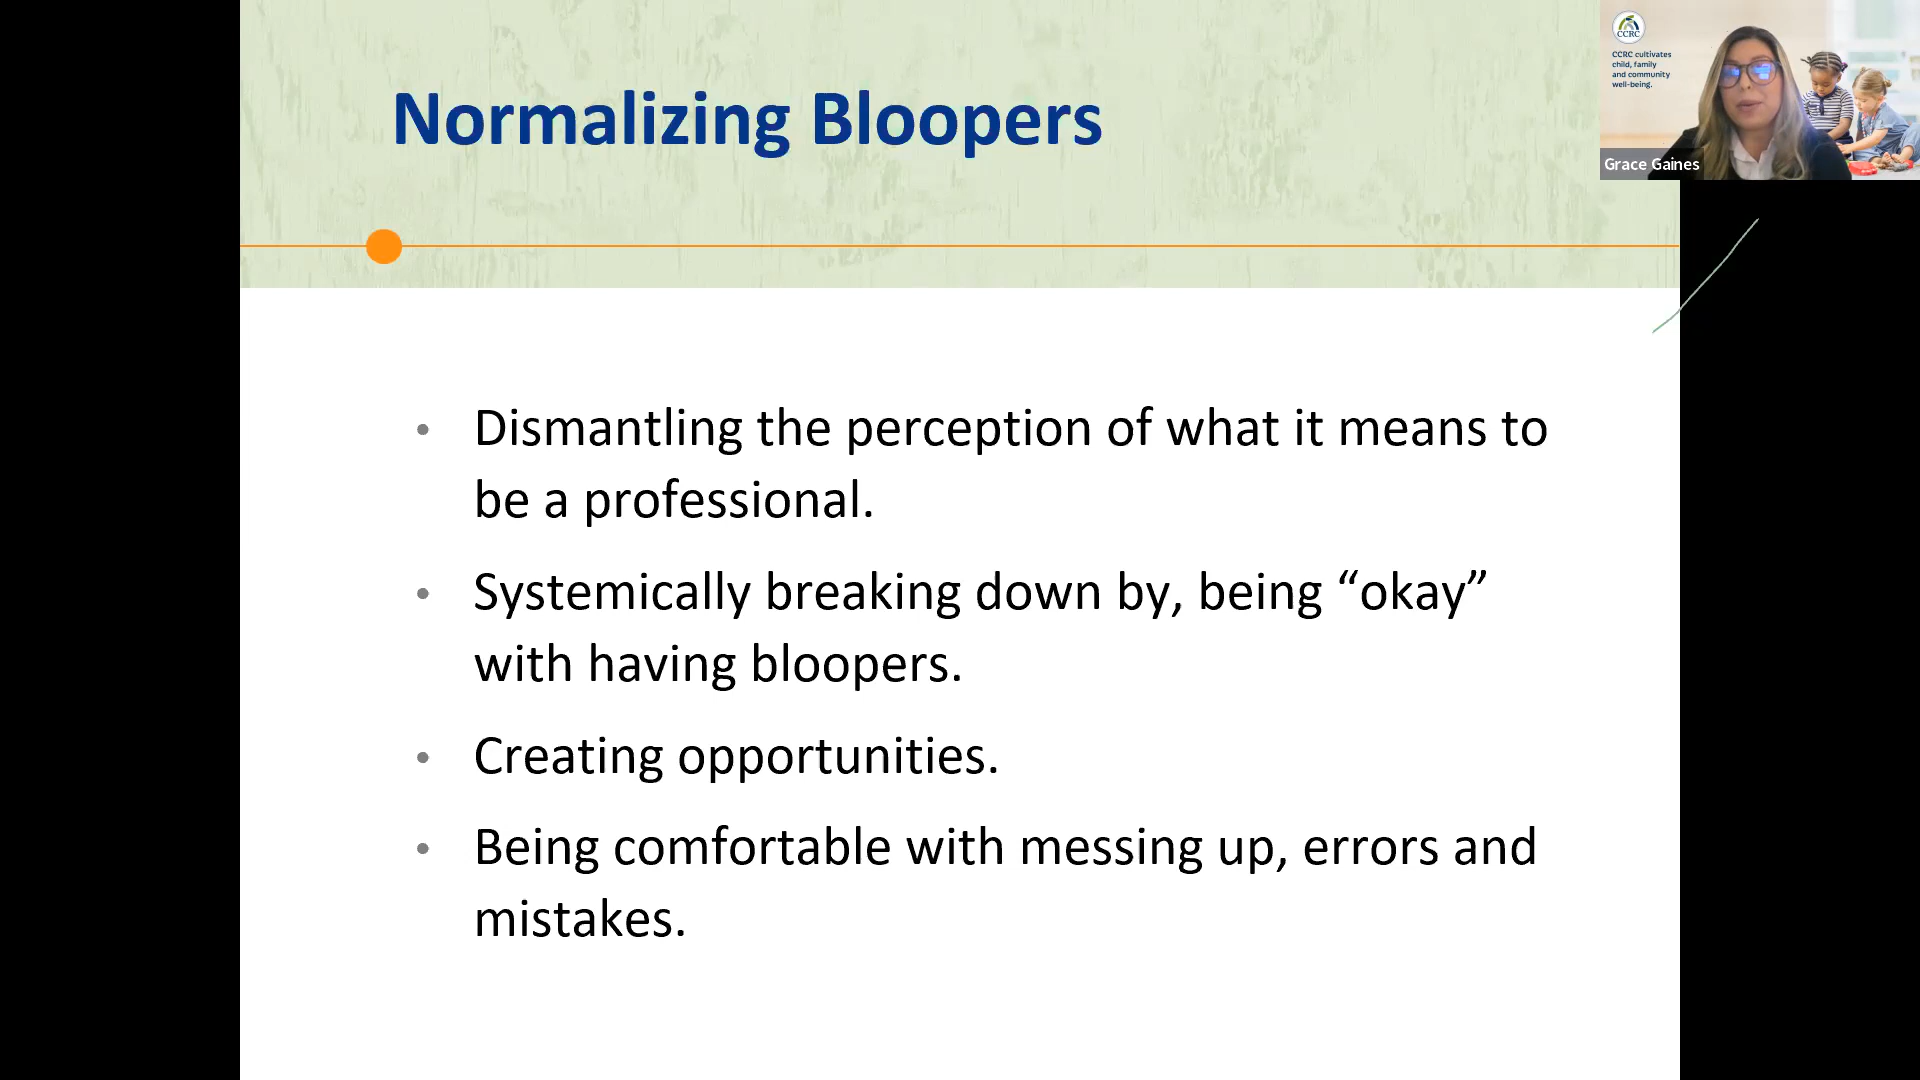 Normalizing Bloopers
CCRC
CCRC cultivates
child, family
and community
well-being.
Grace Gaines
• Dismantling the perception of what it means to
be a professional.
• Systemically breaking down by, being “okay”
with having bloopers.
• Creating opportunities.
• Being comfortable with messing up, errors and
mistakes.